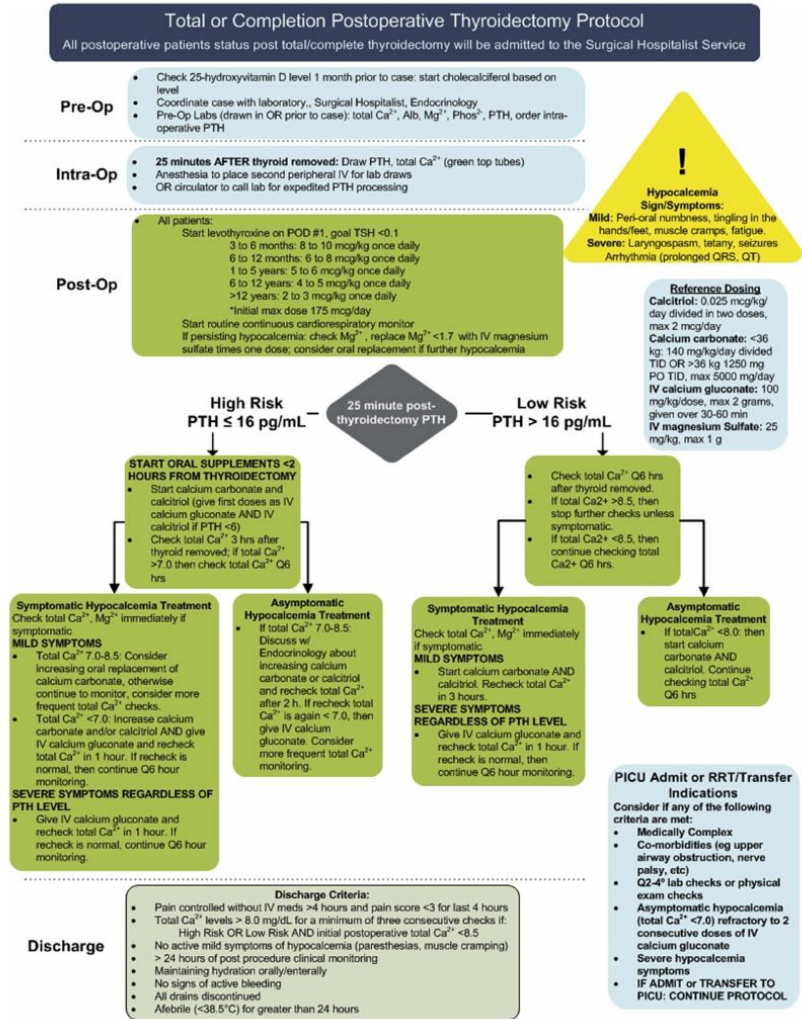 Total or Completion Postoperative Thyroidectomy Protocol
All postoperative patients status post total/complete thyroidectomy will be admitted to the Surgical Hospitalist Service
Pre-Op
• Check 25-hydroxyvitamin D level 1 month prior to case: start cholecalciferol based on
level
• Coordinate case with laboratory,, Surgical Hospitalist, Endocrinology
• Pre-Op Labs (drawn in OR prior to case): total Ca²⁺, Alb, Mg²⁺, Phos²⁻, PTH, order intra-
operative PTH
Intra-Op
• 25 minutes AFTER thyroid removed: Draw PTH, total Ca²⁺ (green top tubes)
• Anesthesia to place second peripheral IV for lab draws
• OR circulator to call lab for expedited PTH processing
!
Hypocalcemia
Sign/Symptoms:
Mild: Peri-oral numbness, tingling in the
hands/feet, muscle cramps, fatigue.
Severe: Laryngospasm, tetany, seizures
Arrhythmia (prolonged QRS, QT)
Post-Op
• All patients:
Start levothyroxine on POD #1, goal TSH <0.1
3 to 6 months: 8 to 10 mcg/kg once daily
6 to 12 months: 6 to 8 mcg/kg once daily
1 to 5 years: 5 to 6 mcg/kg once daily
6 to 12 years: 4 to 5 mcg/kg once daily
>12 years: 2 to 3 mcg/kg once daily
*Initial max dose 175 mcg/day
Start routine continuous cardiorespiratory monitor
If persisting hypocalcemia: check Mg²⁺, replace Mg²⁺ <1.7 with IV magnesium
sulfate times one dose; consider oral replacement if further hypocalcemia
Reference Dosing
Calcitriol: 0.025 mcg/kg/
day divided in two doses,
max 2 mcg/day
Calcium carbonate: <36
kg: 140 mg/kg/day divided
TID OR >36 kg 1250 mg
PO TID, max 5000 mg/day
IV calcium gluconate: 100
mg/kg/dose, max 2 grams,
given over 30-60 min
IV magnesium Sulfate: 25
mg/kg, max 1 g
High Risk
PTH ≤ 16 pg/mL
25 minute post-
thyroidectomy PTH
Low Risk
PTH > 16 pg/mL
START ORAL SUPPLEMENTS <2
HOURS FROM THYROIDECTOMY
• Start calcium carbonate and
calcitriol (give first doses as IV
calcium gluconate AND IV
calcitriol if PTH <6)
• Check total Ca²⁺ 3 hrs after
thyroid removed; if total Ca²⁺
>7.0 then check total Ca²⁺ Q6
hrs
• Check total Ca²⁺ Q6 hrs
after thyroid removed.
• If total Ca2+ >8.5, then
stop further checks unless
symptomatic.
• If total Ca2+ <8.5, then
continue checking total
Ca2+ Q6 hrs.
Symptomatic Hypocalcemia Treatment
Check total Ca²⁺, Mg²⁺ immediately if
symptomatic
MILD SYMPTOMS
• Total Ca²⁺ 7.0-8.5: Consider
increasing oral replacement of
calcium carbonate, otherwise
continue to monitor, consider more
frequent total Ca²⁺ checks.
• Total Ca²⁺ <7.0: Increase calcium
carbonate and/or calcitriol AND give
IV calcium gluconate and recheck
total Ca²⁺ in 1 hour. If recheck is
normal, then continue Q6 hour
monitoring.
SEVERE SYMPTOMS REGARDLESS OF
PTH LEVEL
• Give IV calcium gluconate and
recheck total Ca²⁺ in 1 hour. If
recheck is normal, continue Q6 hour
monitoring.
Asymptomatic
Hypocalcemia Treatment
• If total Ca²⁺ 7.0-8.5:
Discuss w/
Endocrinology about
increasing calcium
carbonate or calcitriol
and recheck total Ca²⁺
after 2 h. If recheck total
Ca²⁺ is again < 7.0, then
give IV calcium
gluconate. Consider
more frequent total Ca²⁺
monitoring.
Symptomatic Hypocalcemia
Treatment
Check total Ca²⁺, Mg²⁺ immediately
if symptomatic
MILD SYMPTOMS
• Start calcium carbonate AND
calcitriol. Recheck total Ca²⁺
in 3 hours.
SEVERE SYMPTOMS
REGARDLESS OF PTH LEVEL
• Give IV calcium gluconate and
recheck total Ca²⁺ in 1 hour. If
recheck is normal, then
continue Q6 hour monitoring.
Asymptomatic
Hypocalcemia Treatment
• If totalCa²⁺ <8.0: then
start calcium
carbonate AND
calcitriol. Continue
checking total Ca²⁺
Q6 hrs
PICU Admit or RRT/Transfer
Indications
Consider if any of the following
criteria are met:
• Medically Complex
• Co-morbidities (eg upper
airway obstruction, nerve
palsy, etc)
• Q2-4° lab checks or physical
exam checks
• Asymptomatic hypocalcemia
(total Ca²⁺ <7.0) refractory to 2
consecutive doses of IV
calcium gluconate
• Severe hypocalcemia
symptoms
• IF ADMIT or TRANSFER TO
PICU: CONTINUE PROTOCOL
Discharge
Discharge Criteria:
• Pain controlled without IV meds >4 hours and pain score <3 for last 4 hours
• Total Ca²⁺ levels > 8.0 mg/dL for a minimum of three consecutive checks if:
High Risk OR Low Risk AND initial postoperative total Ca²⁺ <8.5
• No active mild symptoms of hypocalcemia (paresthesias, muscle cramping)
• > 24 hours of post procedure clinical monitoring
• Maintaining hydration orally/enterally
• No signs of active bleeding
• All drains discontinued
• Afebrile (<38.5°C) for greater than 24 hours